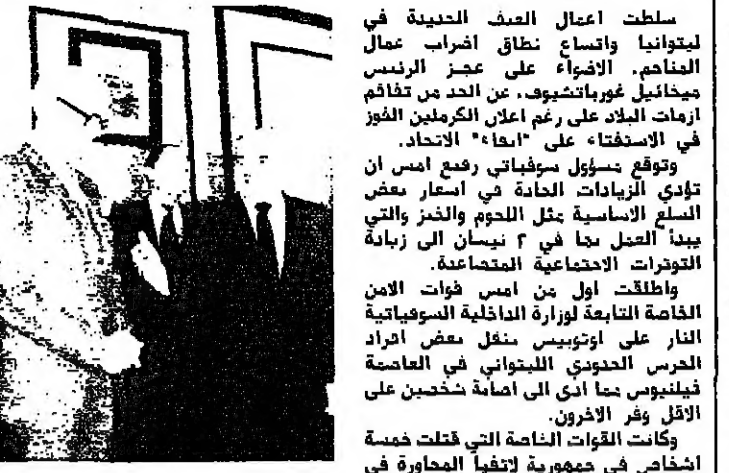 سلطت اعمال العنف الجديدة في
ليتوانيا واتساع نطاق اضراب عمال
المناجم، الاضواء على عجز الرئيس
ميخائيل غورباتشيوف، عن الحد من تفاقم
ازمات البلاد على رغم اعلان الكرملين الفوز
في الاستفتاء على "ابقاء" الاتحاد.
وتوقع مسؤول سوفياتي رفيع امس ان
تؤدي الزيادات الحادة في اسعار بعض
السلع الاساسية مثل اللحوم والخبز والتي
يبدأ العمل بها في ٢ نيسان الى زيادة
التوترات الاجتماعية المتصاعدة.
واطلقت اول من امس قوات الامن
الخاصة التابعة لوزارة الداخلية السوفياتية
النار على اوتوبيس ينقل بعض افراد
الحرس الحدودي الليتواني في العاصمة
فيلنيوس مما ادى الى اصابة شخصين على
الاقل وفر الاخرون.
وكانت القوات الخاصة التي قتلت خمسة
اشخاص في جمهورية لاتفيا المجاورة في